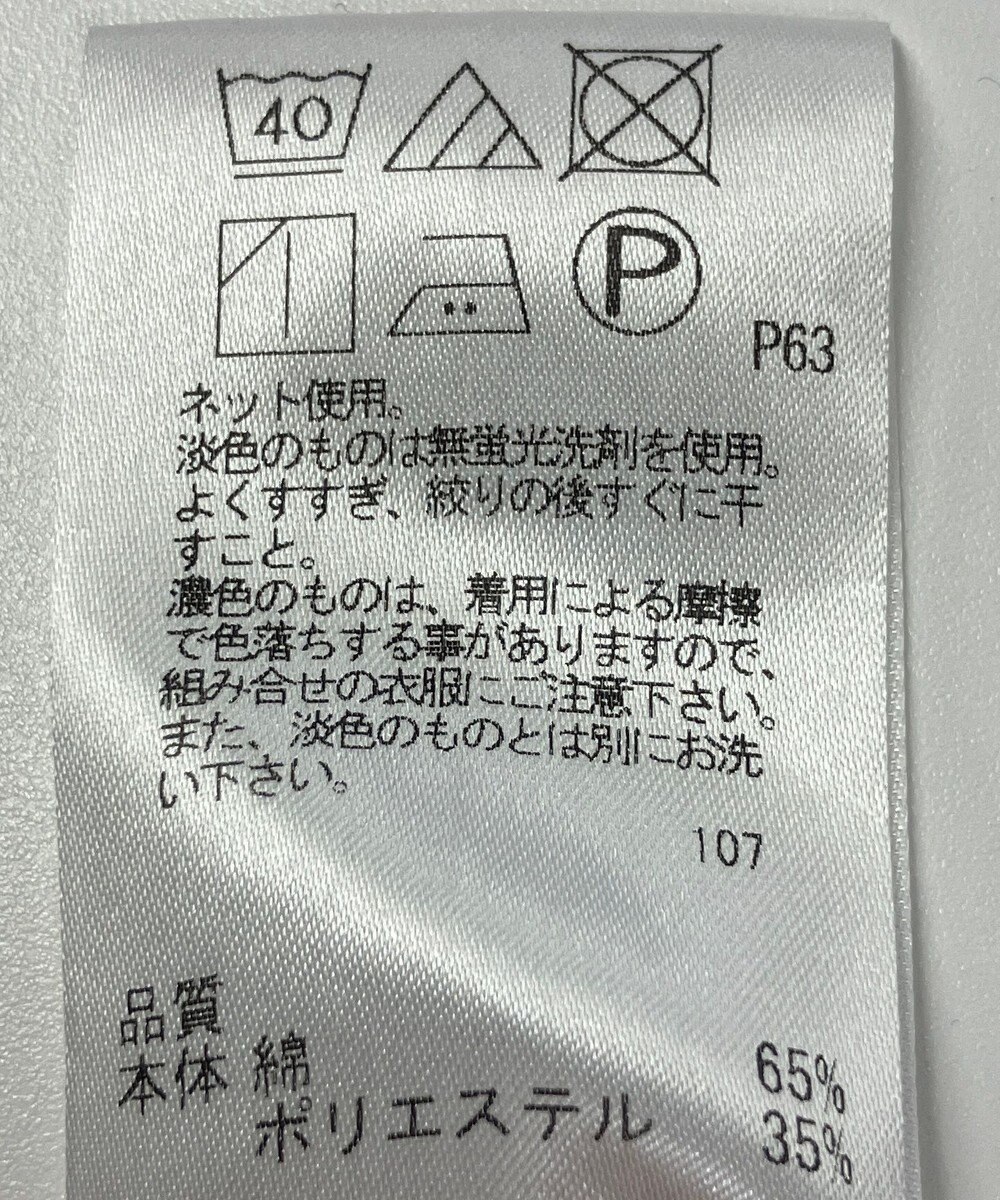 40
P
P63
ネット使用。
淡色のものは無蛍光洗剤を使用。
よくすすぎ、絞りの後すぐに干
すこと。
濃色のものは、着用による摩擦
で色落ちする事がありますので、
組み合せの衣服にご注意下さい。
また、淡色のものとは別にお洗
い下さい。
107
品質
本体 綿 65%
ポリエステル 35%